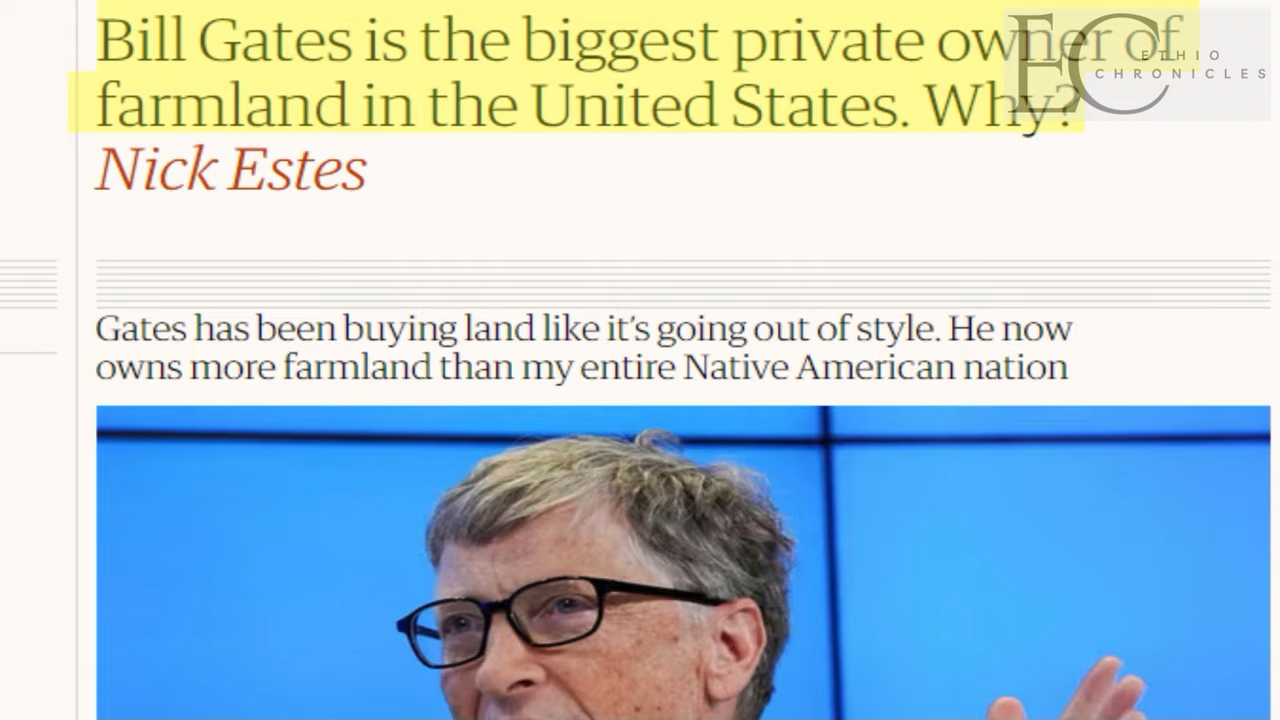 Bill Gates is the biggest private owner of
farmland in the United States. Why?
Nick Estes
EC
ETHIO
CHRONICLES
Gates has been buying land like it's going out of style. He now
owns more farmland than my entire Native American nation